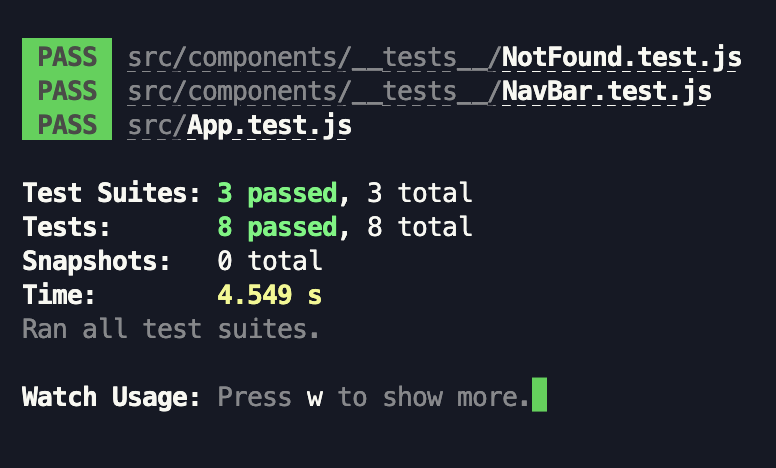 PASS src/components/__tests__/NotFound.test.js
PASS src/components/__tests__/NavBar.test.js
PASS src/App.test.js
Test Suites: 3 passed, 3 total
Tests: 8 passed, 8 total
Snapshots: 0 total
Time: 4.549 s
Ran all test suites.
Watch Usage: Press w to show more.